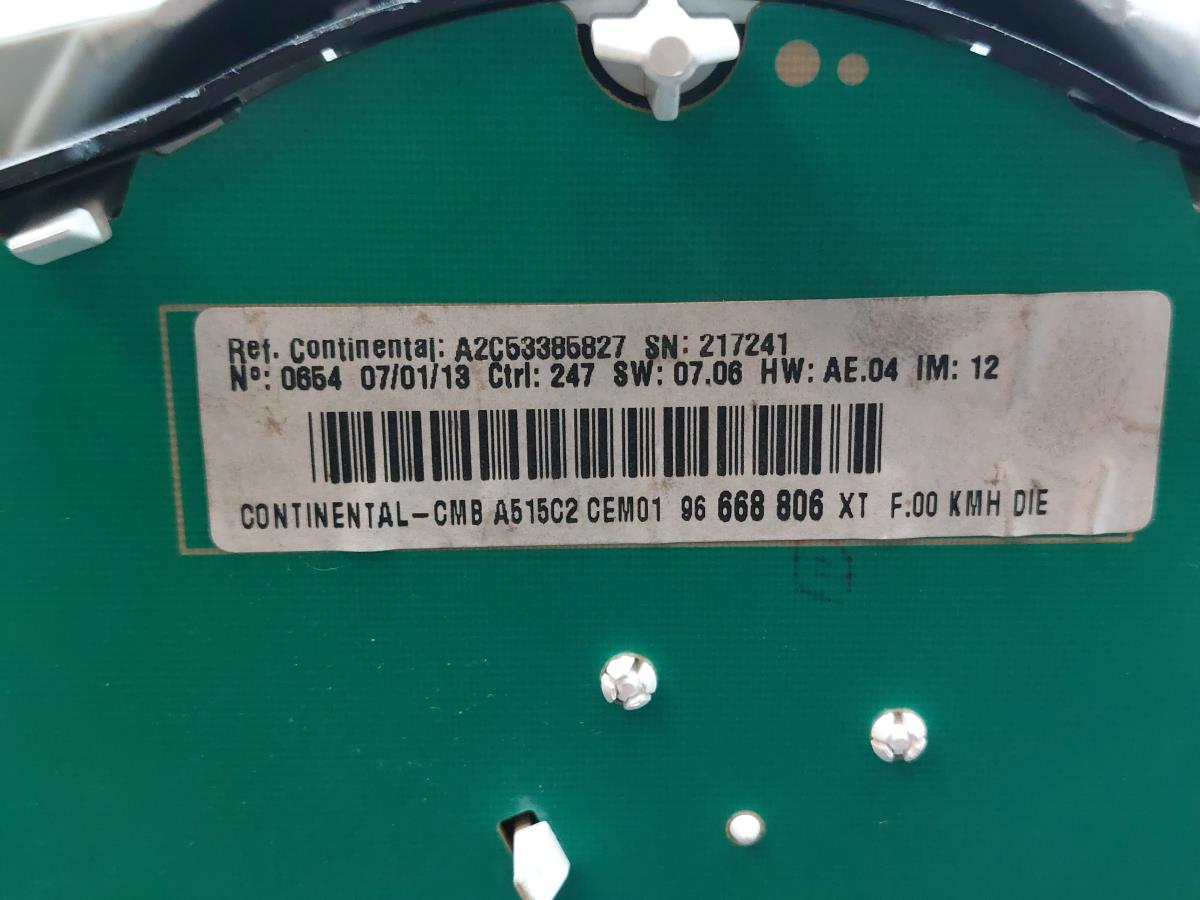 Ref. Continental: A2C53385827 SN: 217241
Nº: 0654 07/01/13 Ctrl: 247 SW: 07.06 HW: AE.04 IM: 12
CONTINENTAL-CMB A515C2 CEM01 96 668 806 XT F:00 KMH DIE